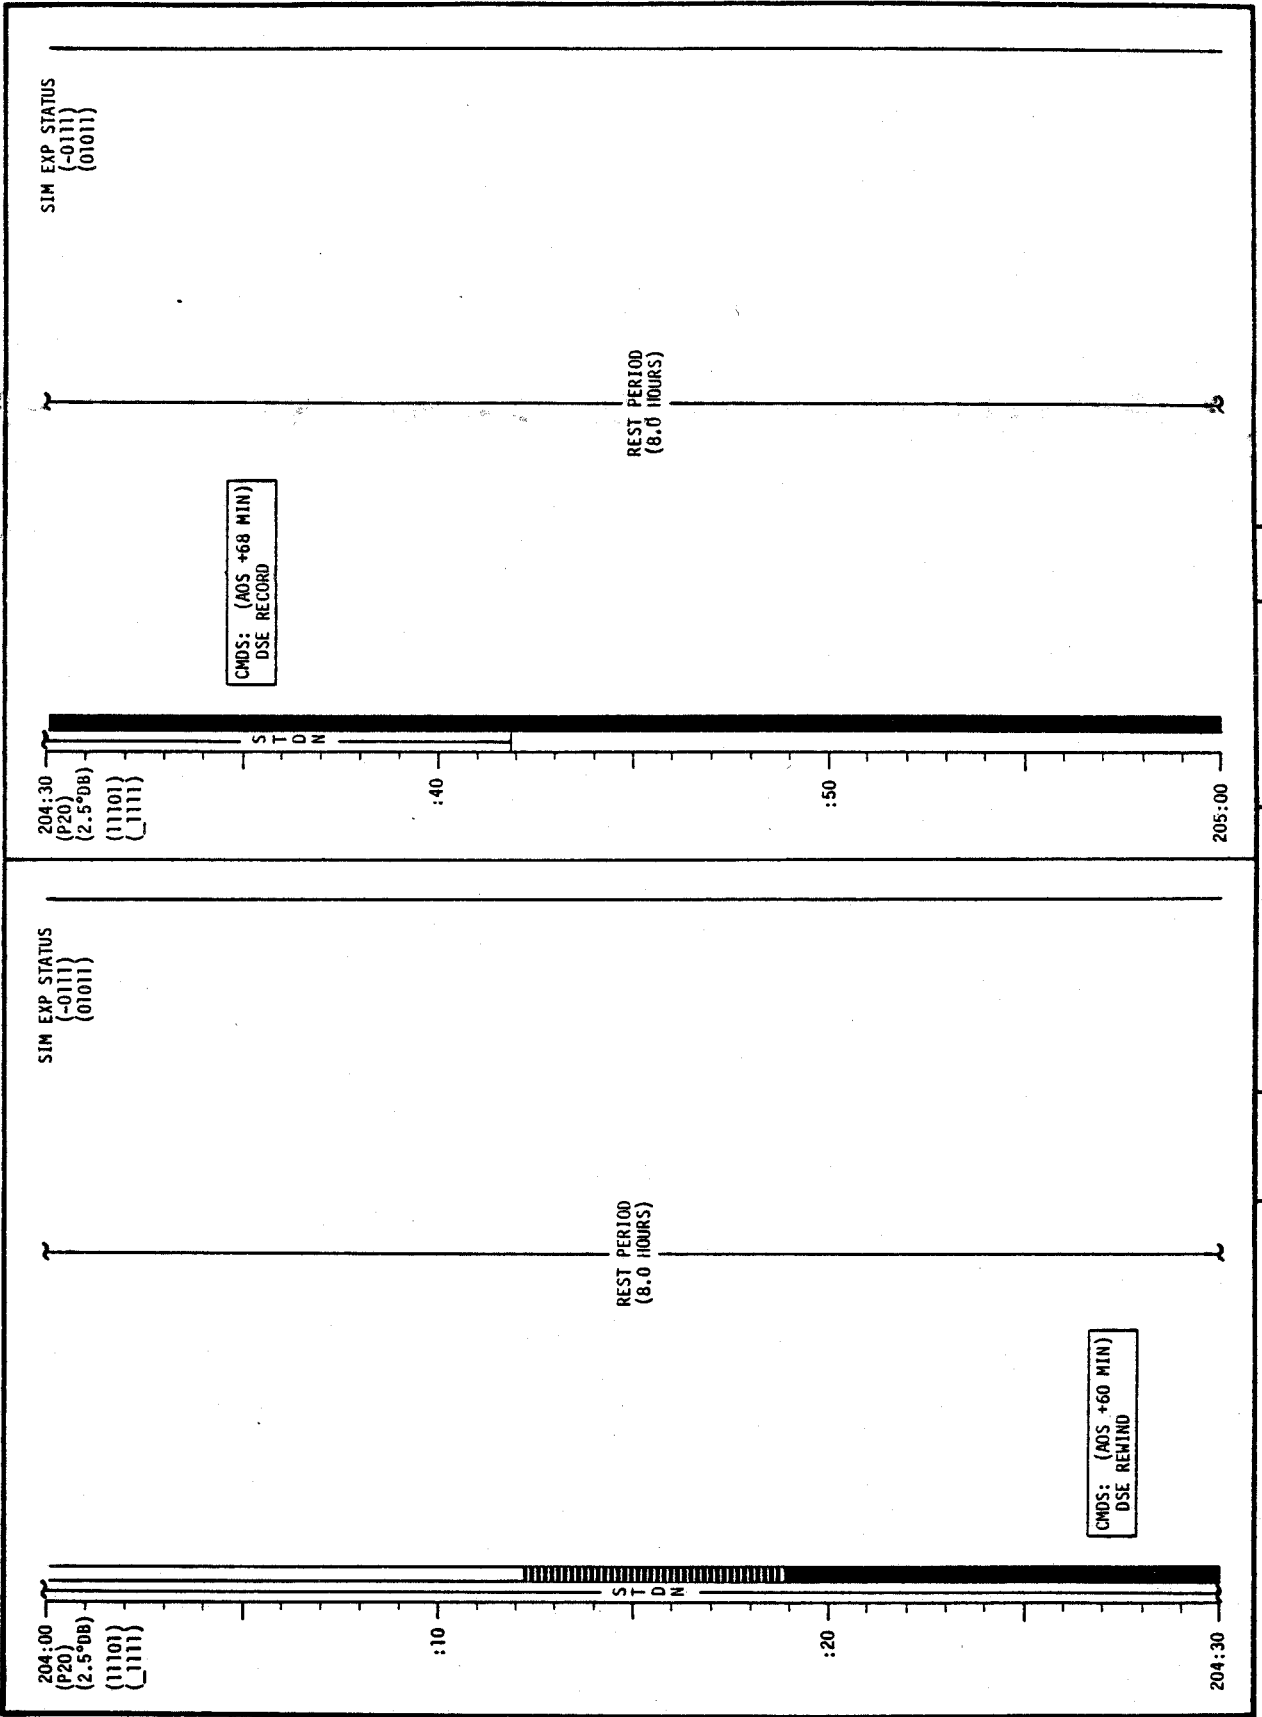 204:00
(P20)
(2.5°DB)
(11101)
(_1111)
SIM EXP STATUS
(-0111)
(01011)
:10
S
T
D
N
REST PERIOD
(8.0 HOURS)
:20
CMDS: (AOS +60 MIN)
DSE REWIND
204:30
204:30
(P20)
(2.5°DB)
(11101)
(_1111)
SIM EXP STATUS
(-0111)
(01011)
S
T
D
N
CMDS: (AOS +68 MIN)
DSE RECORD
:40
REST PERIOD
(8.0 HOURS)
:50
205:00